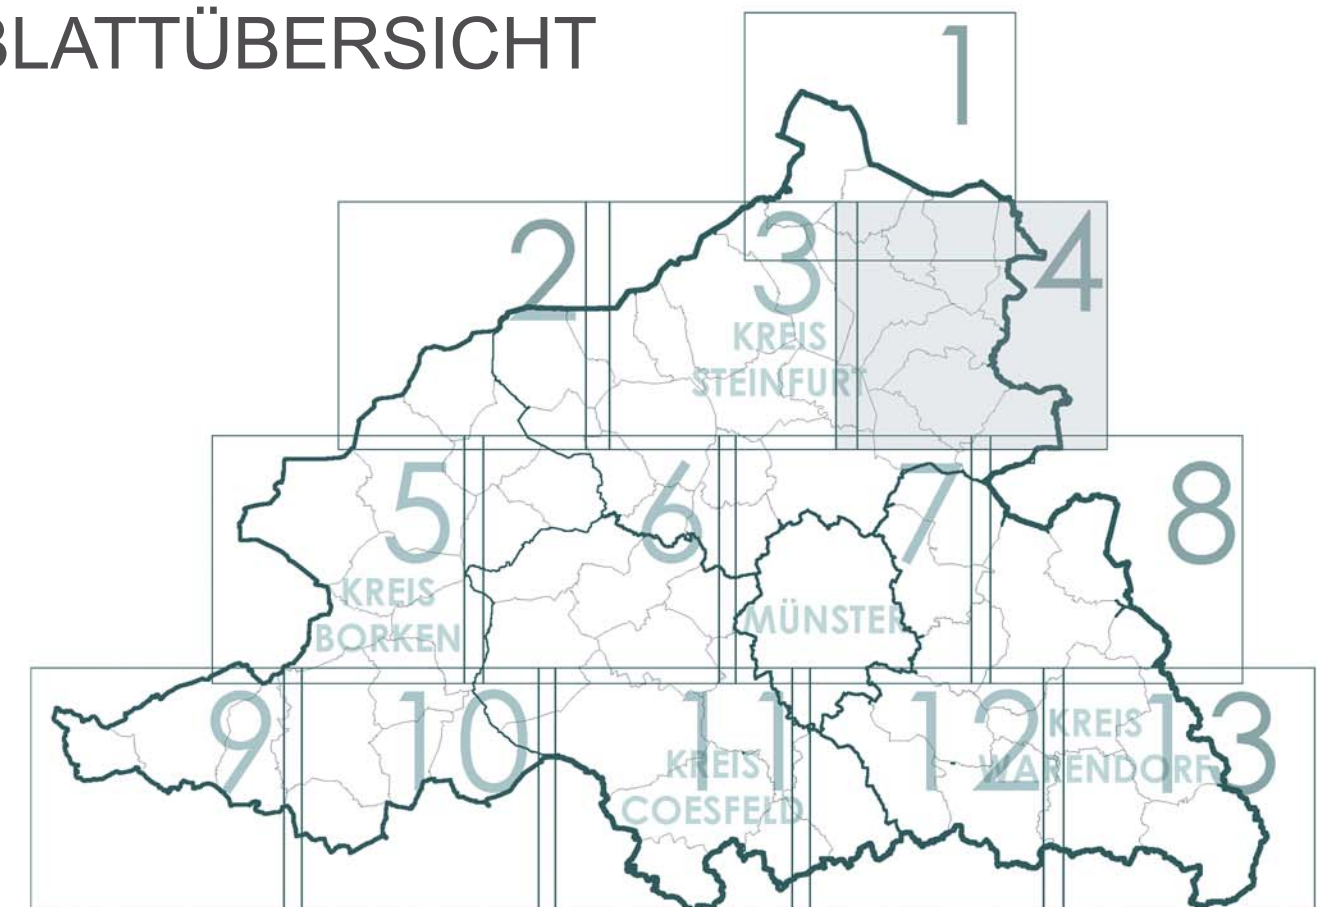 BLATTÜBERSICHT
1
2
3
4
KREIS
STEINFURT
5
6
7
8
KREIS
BORKEN
MÜNSTER
9
10
11
12
13
KREIS
COESFELD
KREIS
WARENDORF